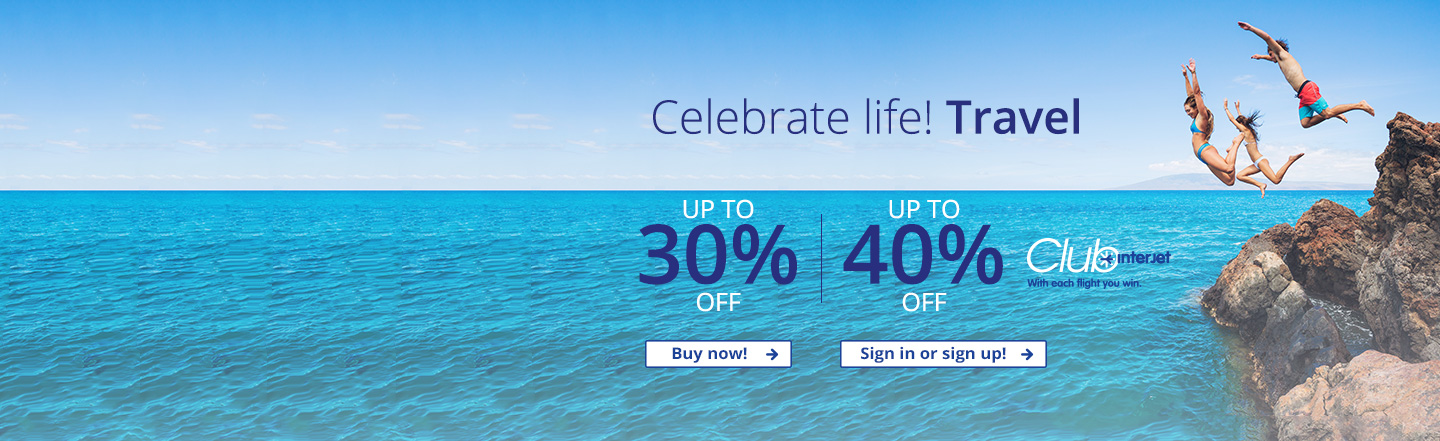 Celebrate life! Travel
UP TO
30%
OFF
Buy now!
UP TO
40%
OFF
Club interjet
With each flight you win.
Sign in or sign up!